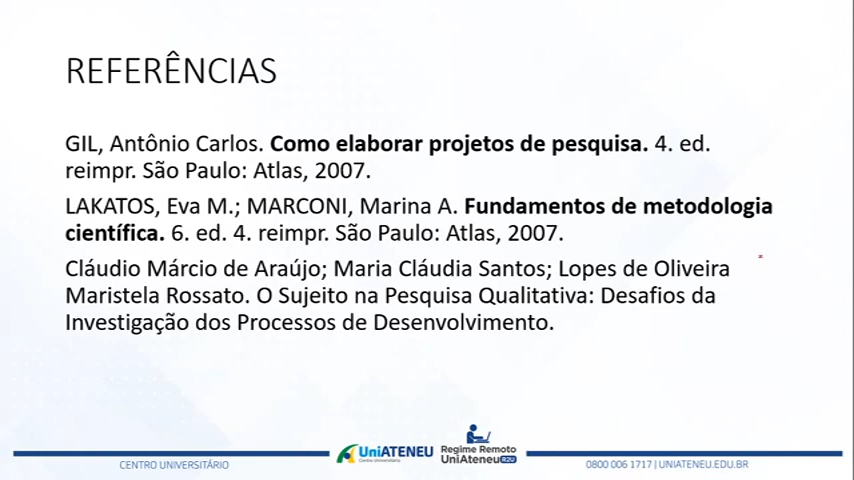 REFERÊNCIAS
GIL, Antônio Carlos. Como elaborar projetos de pesquisa. 4. ed.
reimpr. São Paulo: Atlas, 2007.
LAKATOS, Eva M.; MARCONI, Marina A. Fundamentos de metodologia
científica. 6. ed. 4. reimpr. São Paulo: Atlas, 2007.
Cláudio Márcio de Araújo; Maria Cláudia Santos; Lopes de Oliveira
Maristela Rossato. O Sujeito na Pesquisa Qualitativa: Desafios da
Investigação dos Processos de Desenvolvimento.
CENTRO UNIVERSITÁRIO
UniATENEU
Centro Universitário
Regime Remoto
UniAteneu R2U
0800 006 1717 | UNIATENEU.EDU.BR